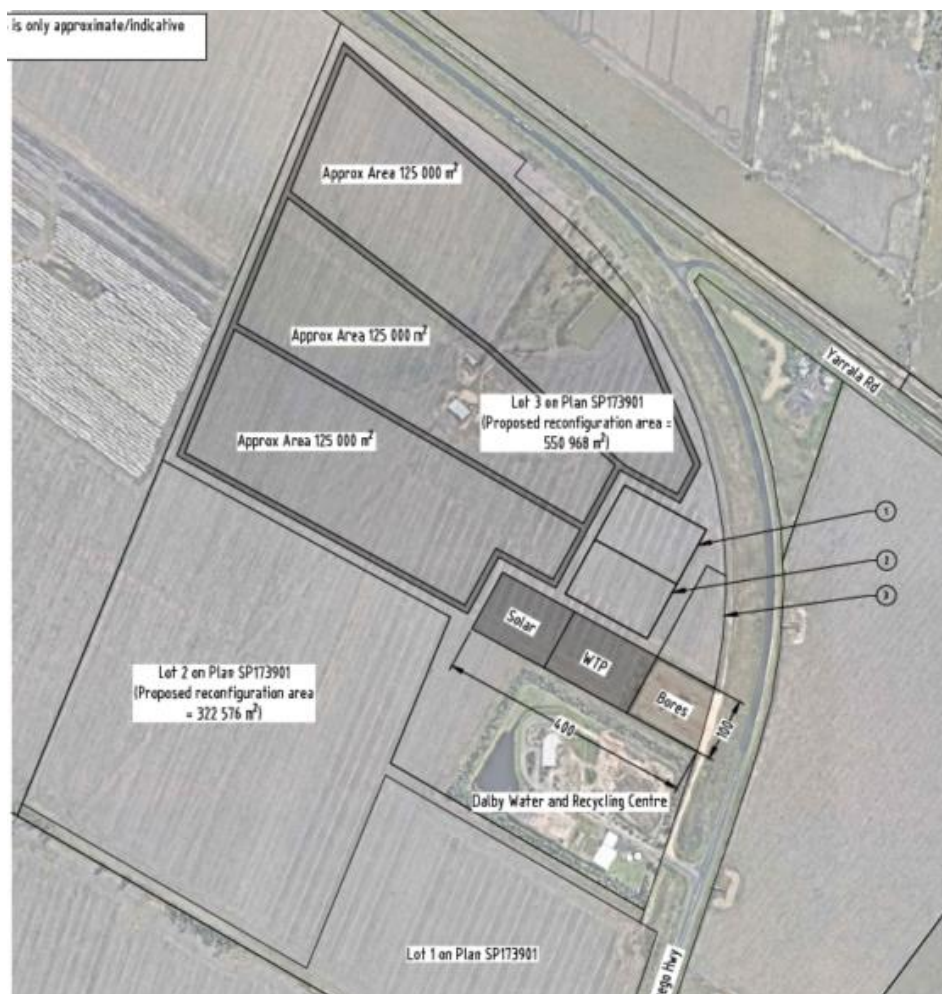 is only approximate/indicative
Approx Area 125 000 m²
Approx Area 125 000 m²
Lot 3 on Plan SP173901
(Proposed reconfiguration area =
550 968 m²)
Approx Area 125 000 m²
Yarrala Rd
1
2
3
Solar
WTP
Bores
Lot 2 on Plan SP173901
(Proposed reconfiguration area
= 322 576 m²)
400
100
Dalby Water and Recycling Centre
Lot 1 on Plan SP173901
Hwy